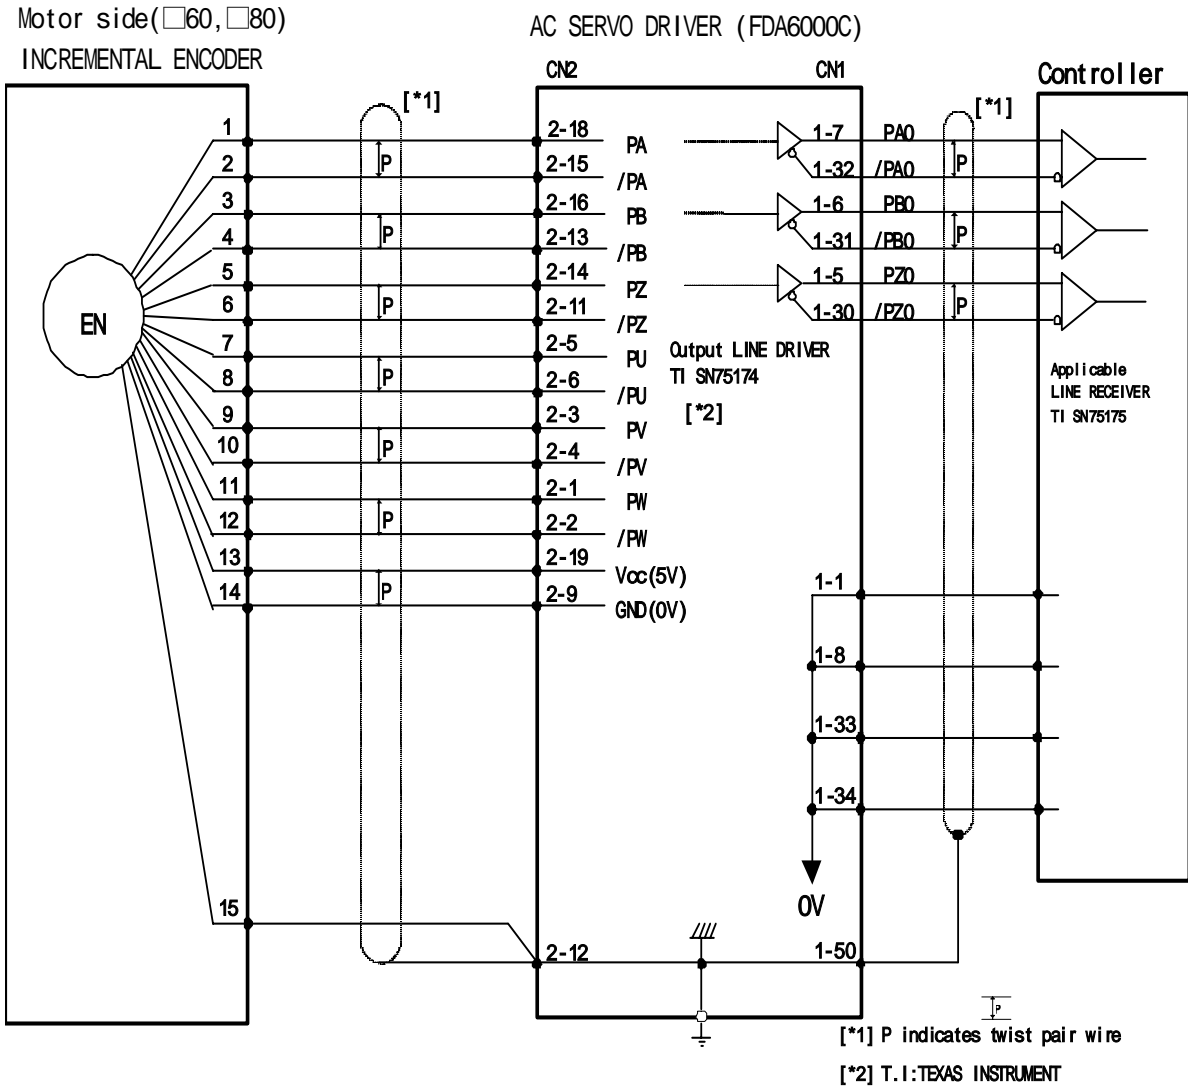 Motor side(□60,□80)
INCREMENTAL ENCODER
AC SERVO DRIVER (FDA6000C)
CN2
CN1
Controller
[*1]
[*1]
EN
1
2
3
4
5
6
7
8
9
10
11
12
13
14
15
P
P
P
P
P
P
P
2-18 PA
2-15 /PA
2-16 PB
2-13 /PB
2-14 PZ
2-11 /PZ
2-5 PU
2-6 /PU
2-3 PV
2-4 /PV
2-1 PW
2-2 /PW
2-19 Vcc(5V)
2-9 GND(0V)
2-12
Output LINE DRIVER
TI SN75174
[*2]
1-7 PAO
1-32 /PAO
1-6 PBO
1-31 /PBO
1-5 PZO
1-30 /PZO
P
P
P
Applicable
LINE RECEIVER
TI SN75175
1-1
1-8
1-33
1-34
0V
1-50
P
[*1] P indicates twist pair wire
[*2] T.I:TEXAS INSTRUMENT